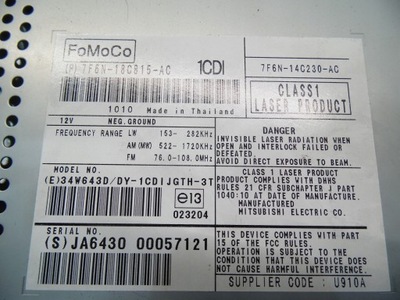 FoMoCo
1CDI
(P) 7F6N-18C815-AC
7F6N-14C230-AC
CLASS1
LASER PRODUCT
1010 Made in Thailand
12V NEG.GROUND
FREQUENCY RANGE LW 153- 282KHz
AM(MW) 522- 1720KHz
FM 76.0-108.0MHz
DANGER
INVISIBLE LASER RADIATION WHEN
OPEN AND INTERLOCK FAILED OR
DEFEATED.
AVOID DIRECT EXPOSURE TO BEAM.
MODEL NO.
(E)34W643D/DY-1CDIJGTH-3T
e13
023204
CLASS 1 LASER PRODUCT
PRODUCT COMPLIES WITH DHHS
RULES 21 CFR SUBCHAPTER J PART
1040:10 AT DATE OF MANUFACTURE.
MANUFACTURED
MITSUBISHI ELECTRIC CO.
SERIAL NO.
(S)JA6430 00057121
THIS DEVICE COMPLIES WITH PART
15 OF THE FCC RULES.
OPERATION IS SUBJECT TO THE
CONDITION THAT THIS DEVICE DOES
NOT CAUSE HARMFUL INTERFERENCE.
SUPPLIER CODE : U910A